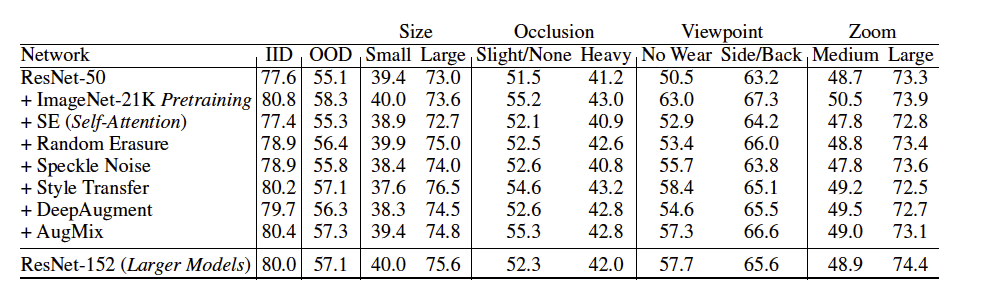 Size Occlusion Viewpoint Zoom
Network IID OOD Small Large Slight/None Heavy No Wear Side/Back Medium Large
ResNet-50 77.6 55.1 39.4 73.0 51.5 41.2 50.5 63.2 48.7 73.3
+ ImageNet-21K Pretraining 80.8 58.3 40.0 73.6 55.2 43.0 63.0 67.3 50.5 73.9
+ SE (Self-Attention) 77.4 55.3 38.9 72.7 52.1 40.9 52.9 64.2 47.8 72.8
+ Random Erasure 78.9 56.4 39.9 75.0 52.5 42.6 53.4 66.0 48.8 73.4
+ Speckle Noise 78.9 55.8 38.4 74.0 52.6 40.8 55.7 63.8 47.8 73.6
+ Style Transfer 80.2 57.1 37.6 76.5 54.6 43.2 58.4 65.1 49.2 72.5
+ DeepAugment 79.7 56.3 38.3 74.5 52.6 42.8 54.6 65.5 49.5 72.7
+ AugMix 80.4 57.3 39.4 74.8 55.3 42.8 57.3 66.6 49.0 73.1
ResNet-152 (Larger Models) 80.0 57.1 40.0 75.6 52.3 42.0 57.7 65.6 48.9 74.4